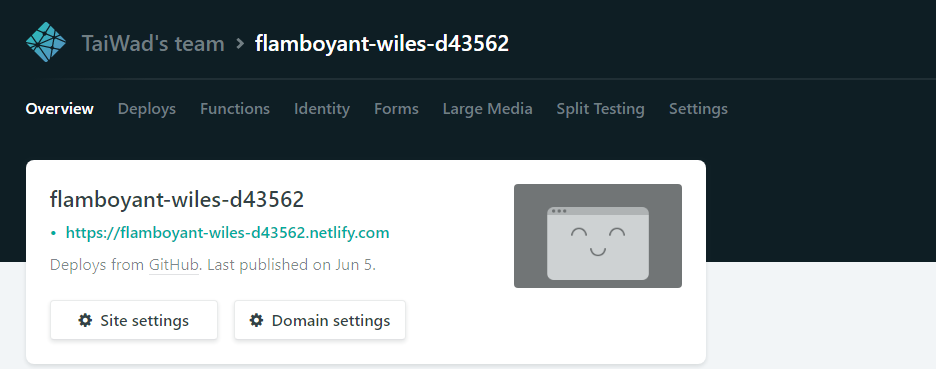 TaiWad's team > flamboyant-wiles-d43562
Overview Deploys Functions Identity Forms Large Media Split Testing Settings
flamboyant-wiles-d43562
• https://flamboyant-wiles-d43562.netlify.com
Deploys from GitHub. Last published on Jun 5.
Site settings Domain settings